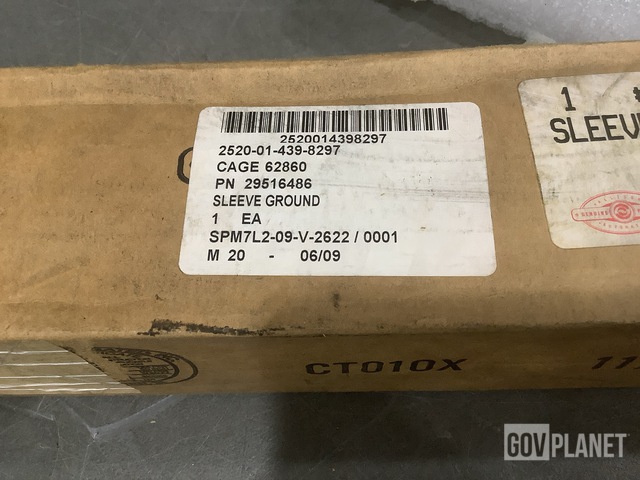 2520014398297
2520-01-439-8297
CAGE 62860
PN 29516486
SLEEVE GROUND
1 EA
SPM7L2-09-V-2622 / 0001
M 20 - 06/09
1
SLEEV
CT010X
11
GOVPLANET